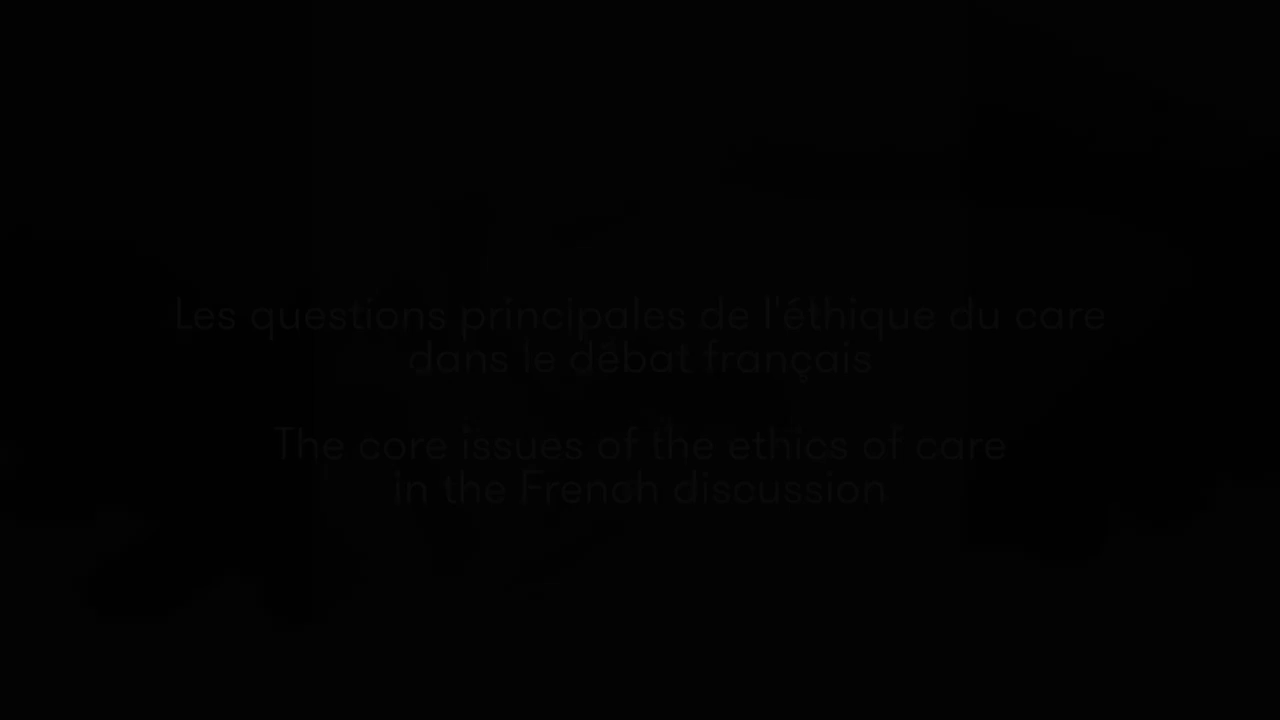 Les questions principales de l'éthique du care
dans le débat français
The core issues of the ethics of care
in the French discussion